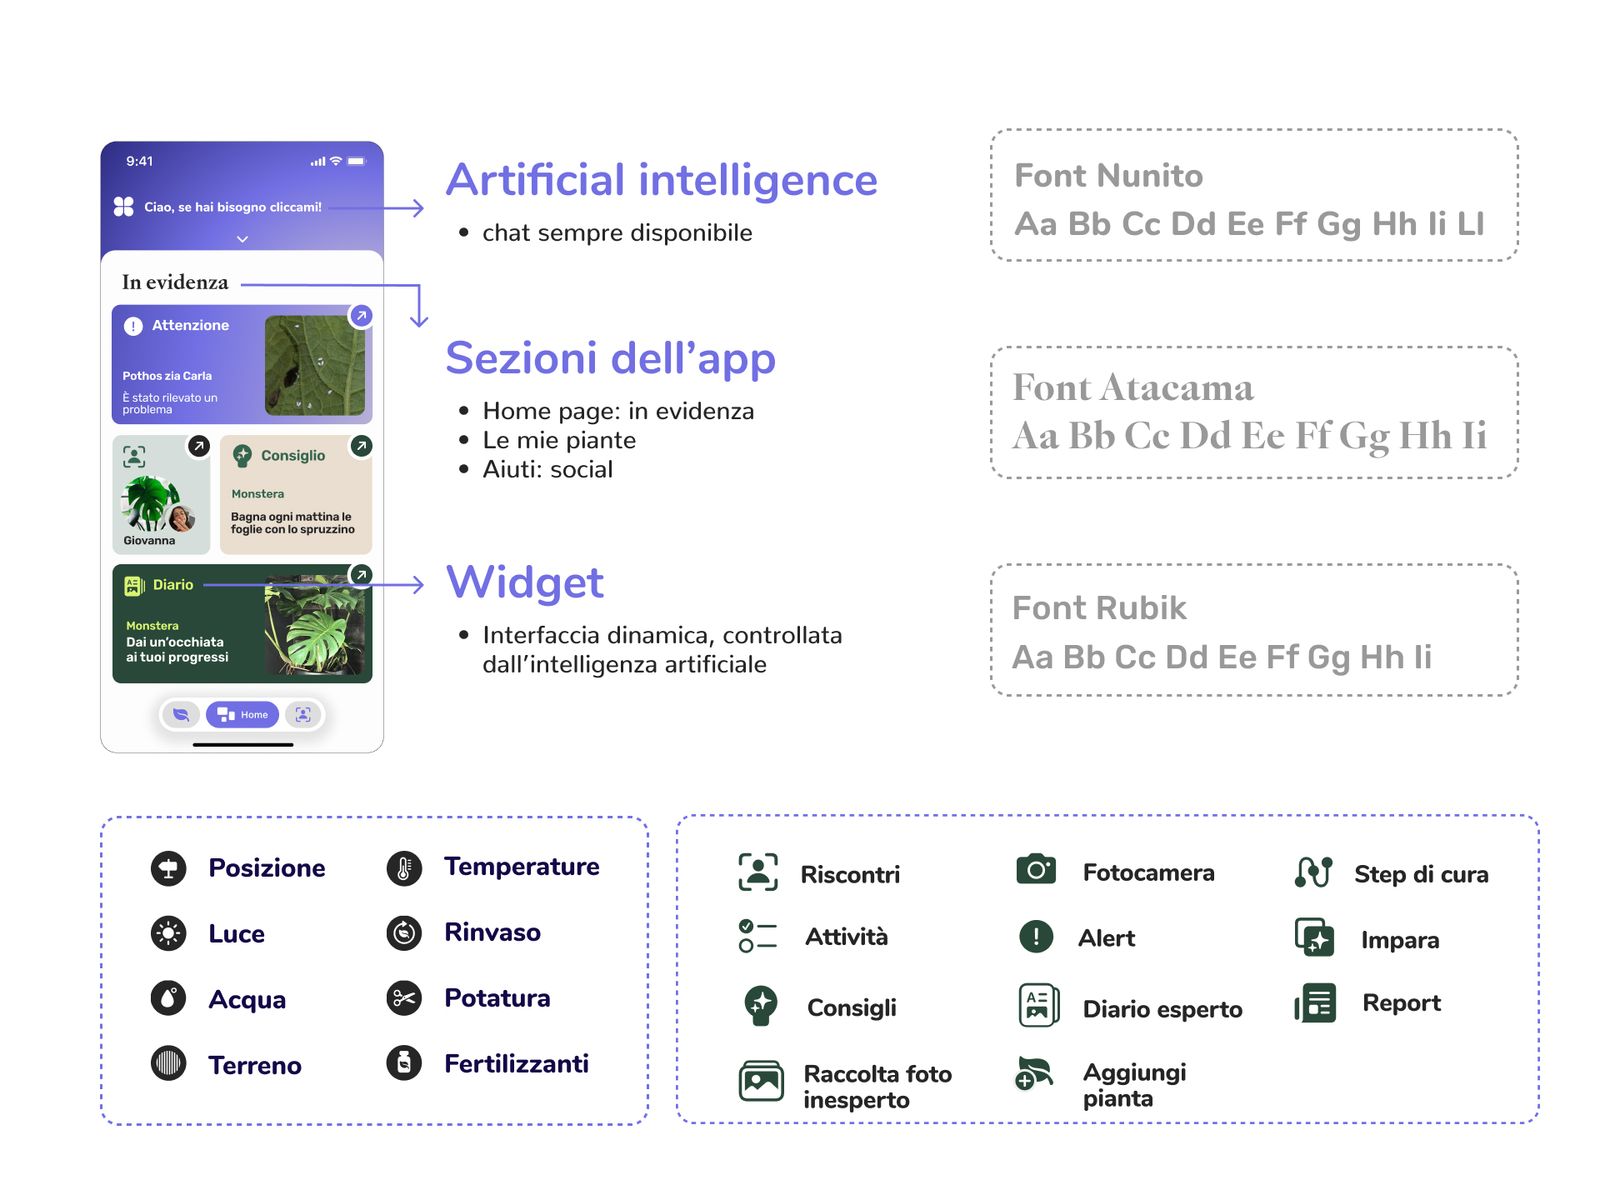 9:41
Ciao, se hai bisogno cliccami!
In evidenza
Attenzione
Pothos zia Carla
È stato rilevato un
problema
Giovanna
Consiglio
Monstera
Bagna ogni mattina le
foglie con lo spruzzino
Diario
Monstera
Dai un'occhiata
ai tuoi progressi
Home
Artificial intelligence
• chat sempre disponibile
Sezioni dell'app
• Home page: in evidenza
• Le mie piante
• Aiuti: social
Widget
• Interfaccia dinamica, controllata
dall'intelligenza artificiale
Font Nunito
Aa Bb Cc Dd Ee Ff Gg Hh Ii Ll
Font Atacama
Aa Bb Cc Dd Ee Ff Gg Hh Ii
Font Rubik
Aa Bb Cc Dd Ee Ff Gg Hh Ii
Posizione
Luce
Acqua
Terreno
Temperature
Rinvaso
Potatura
Fertilizzanti
Riscontri
Attività
Consigli
Raccolta foto
inesperto
Fotocamera
Alert
Diario esperto
Aggiungi
pianta
Step di cura
Impara
Report